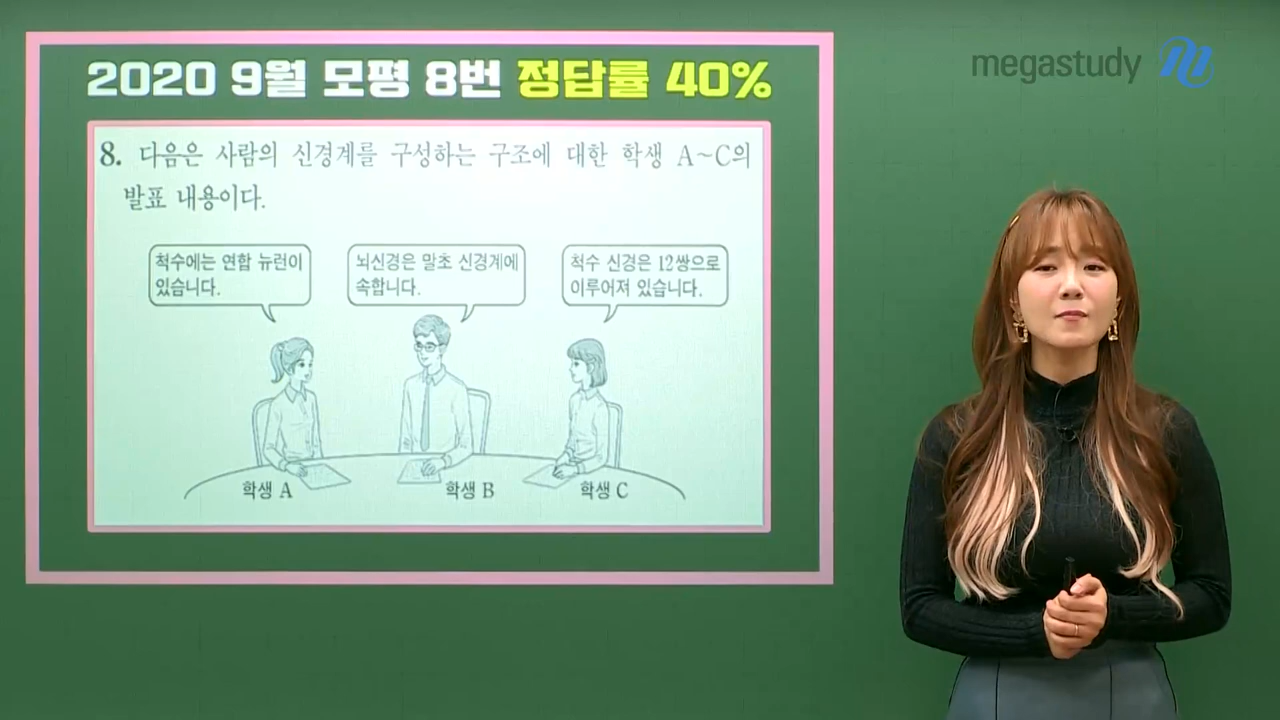 2020 9월 모평 8번 정답률 40%
megastudy
8. 다음은 사람의 신경계를 구성하는 구조에 대한 학생 A~C의
발표 내용이다.
척수에는 연합 뉴런이
있습니다.
뇌신경은 말초 신경계에
속합니다.
척수 신경은 12쌍으로
이루어져 있습니다.
학생 A
학생 B
학생 C